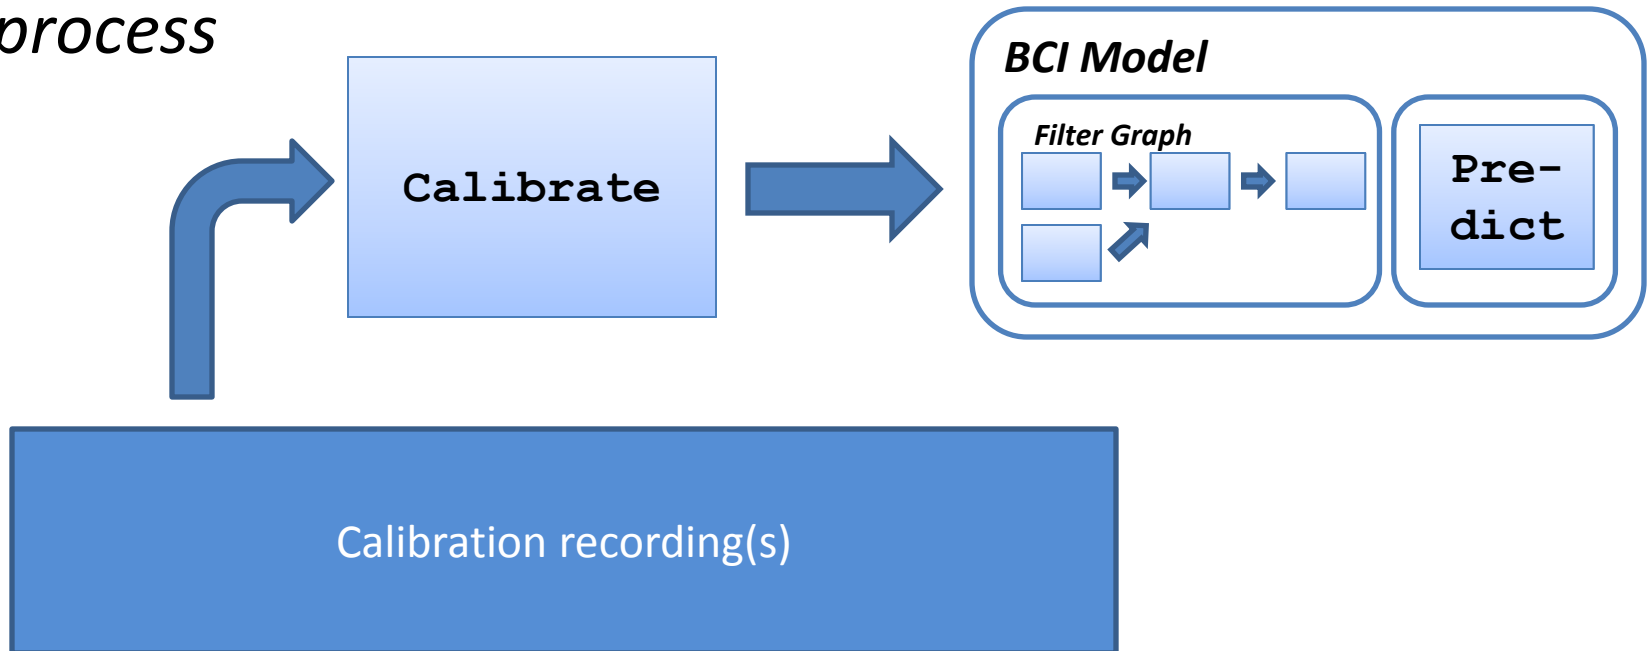 process
BCI Model
Filter Graph
Calibrate
Pre-
dict
Calibration recording(s)